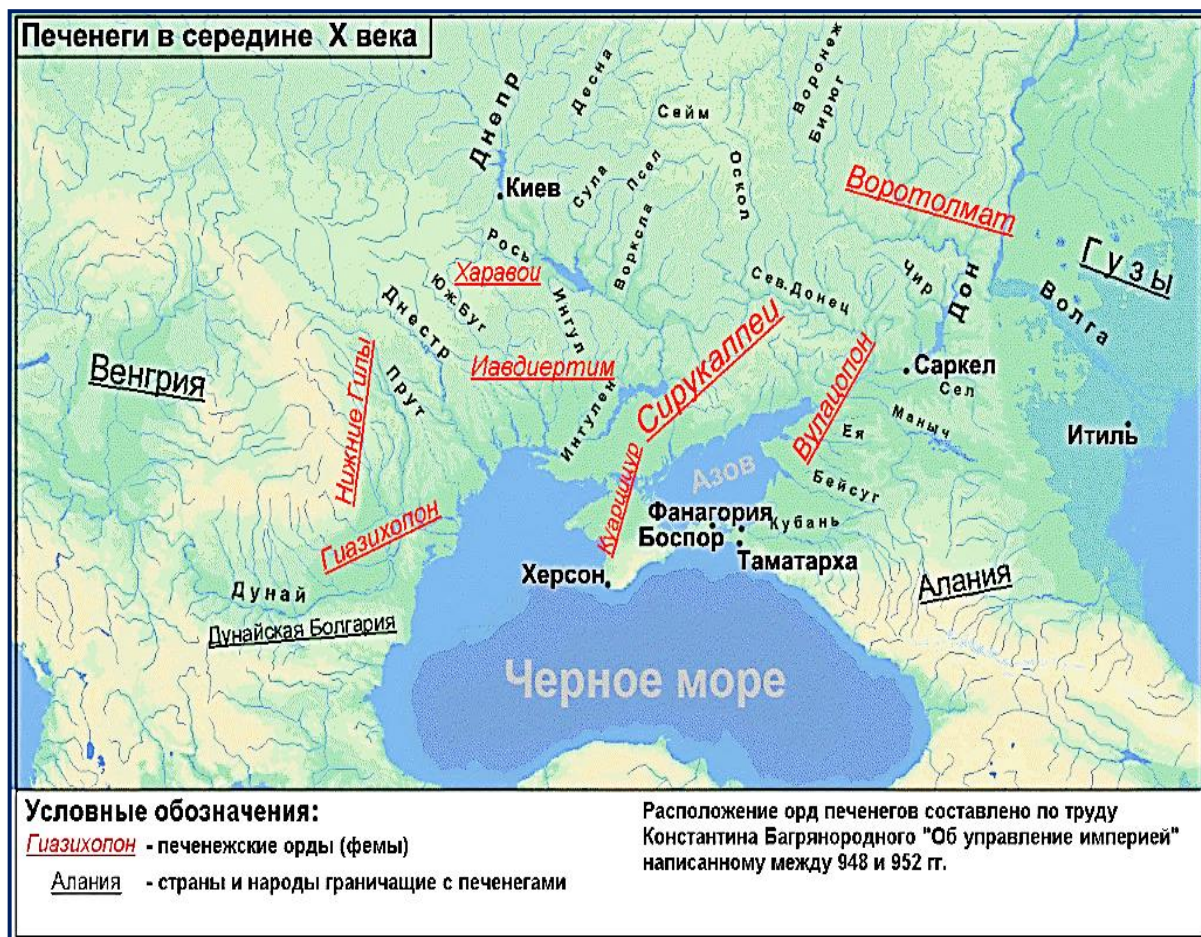 Печенеги в середине X века
Днепр
Десна
Сейм
Воронеж
Бирюг
Киев
Сула
Псел
Оскол
Воротолмат
Рось
Ворксла
Гузы
Харавои
Юж.Буг
Ингул
Сев.Донец
Чир
Дон
Волга
Днестр
Венгрия
Нижние Гилы
Прут
Иавдиертим
Сирукалпеи
Вулацопон
Саркел
Сел
Интулен
Маныч
Ея
Итиль
Куарцицур
Азов
Бейсуг
Гиазихопон
Фанагория
Боспор
Кубань
Таматарха
Херсон
Алания
Дунай
Дунайская Болгария
Черное море
Условные обозначения:
Гиазихопон - печенежские орды (фемы)
Алания - страны и народы граничащие с печенегами
Расположение орд печенегов составлено по труду
Константина Багрянородного "Об управление империей"
написанному между 948 и 952 гг.